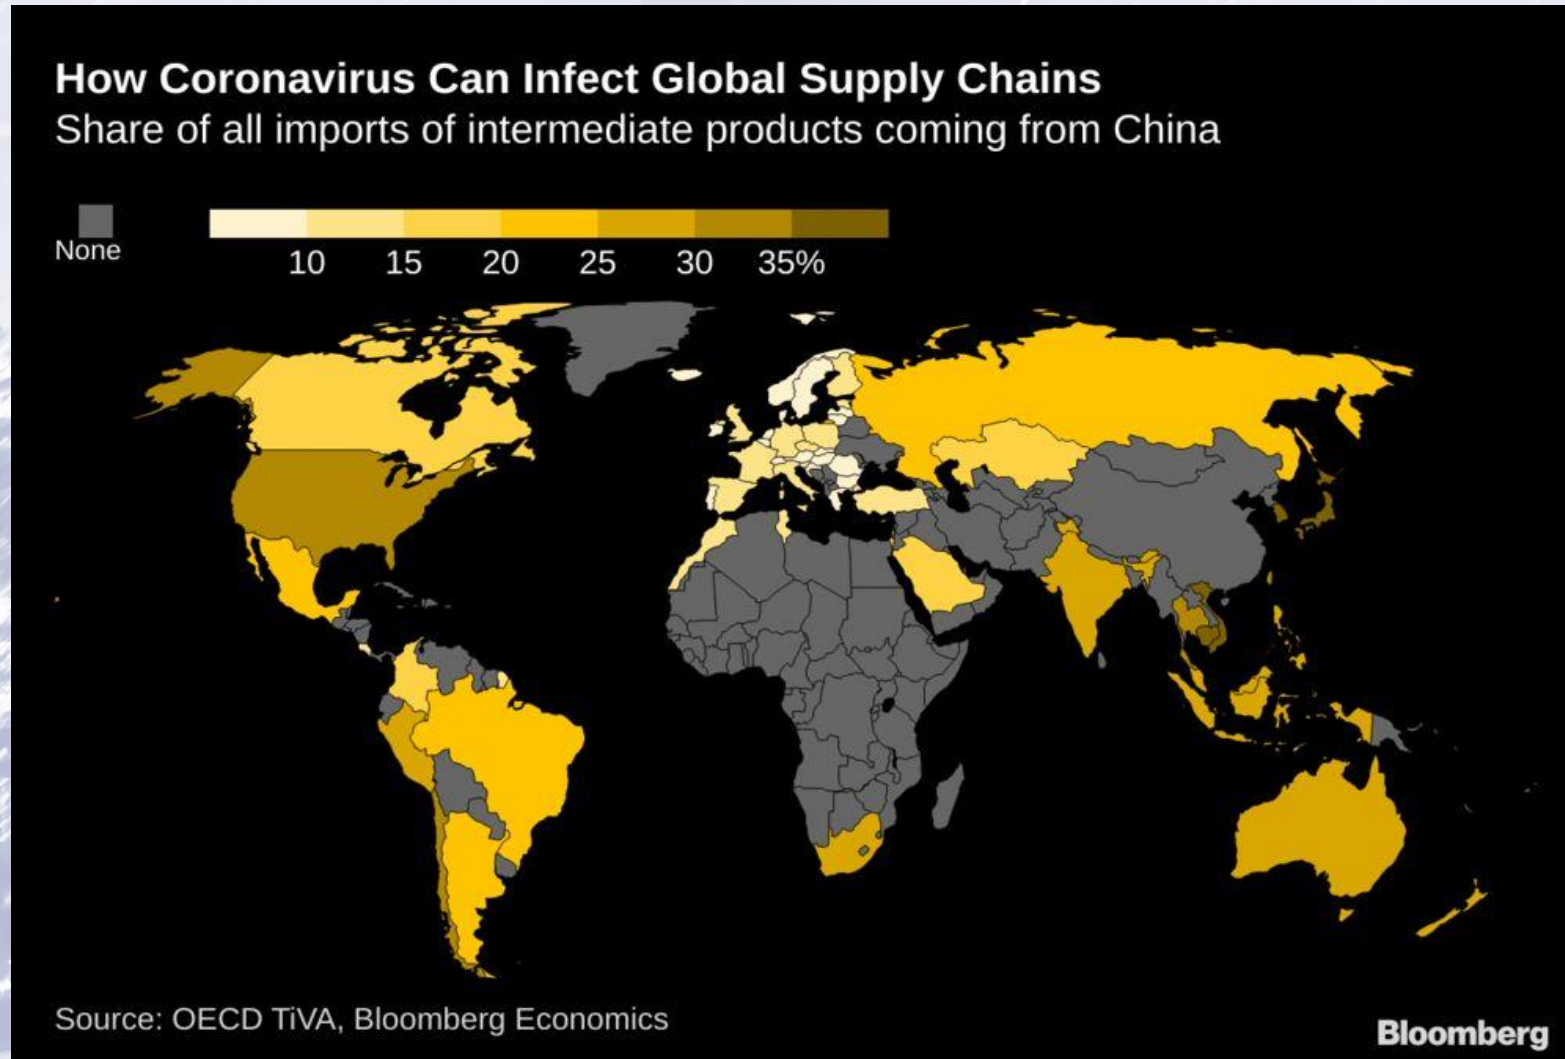 How Coronavirus Can Infect Global Supply Chains
Share of all imports of intermediate products coming from China
None
10 15 20 25 30 35%
Source: OECD TiVA, Bloomberg Economics
Bloomberg